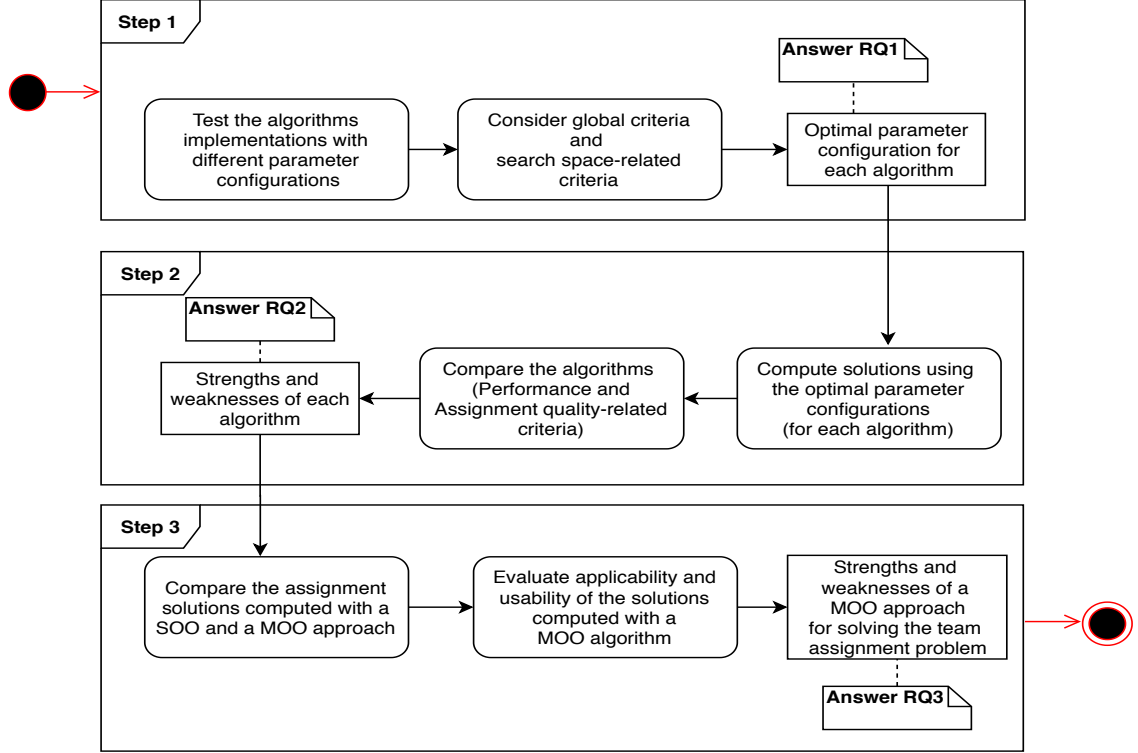 Step 1
Answer RQ1
Test the algorithms
implementations with
different parameter
configurations
Consider global criteria
and
search space-related
criteria
Optimal parameter
configuration for
each algorithm
Step 2
Answer RQ2
Strengths and
weaknesses of each
algorithm
Compare the algorithms
(Performance and
Assignment quality-related
criteria)
Compute solutions using
the optimal parameter
configurations
(for each algorithm)
Step 3
Compare the assignment
solutions computed with a
SOO and a MOO approach
Evaluate applicability and
usability of the solutions
computed with a
MOO algorithm
Strengths and
weaknesses of a
MOO approach
for solving the team
assignment problem
Answer RQ3